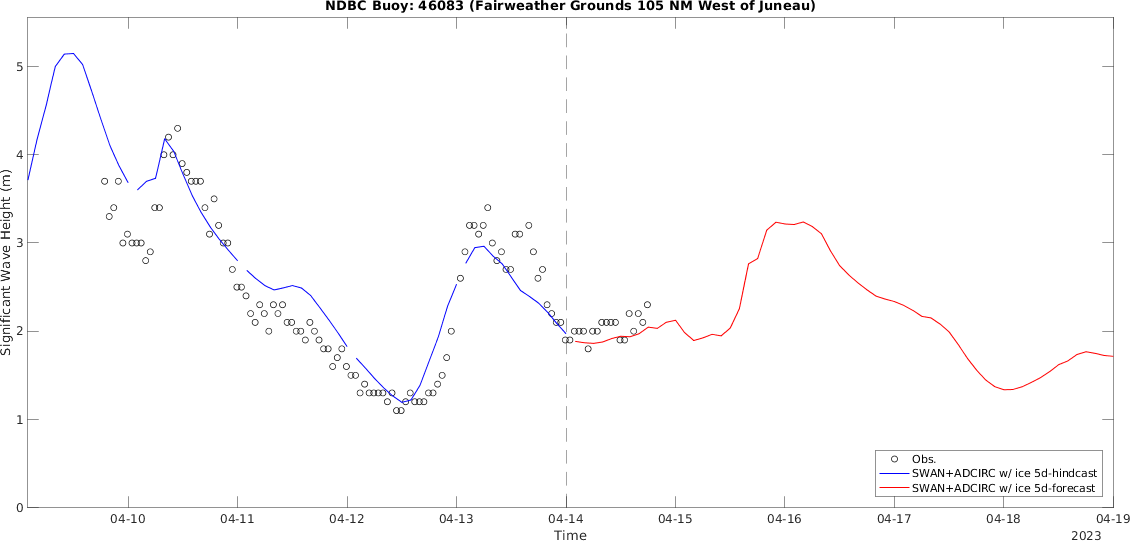 NDBC Buoy: 46083 (Fairweather Grounds 105 NM West of Juneau)
Significant Wave Height (m)
5
4
3
2
1
0
Obs.
SWAN+ADCIRC w/ ice 5d-hindcast
SWAN+ADCIRC w/ ice 5d-forecast
04-10 04-11 04-12 04-13 04-14 04-15 04-16 04-17 04-18 04-19
Time
2023